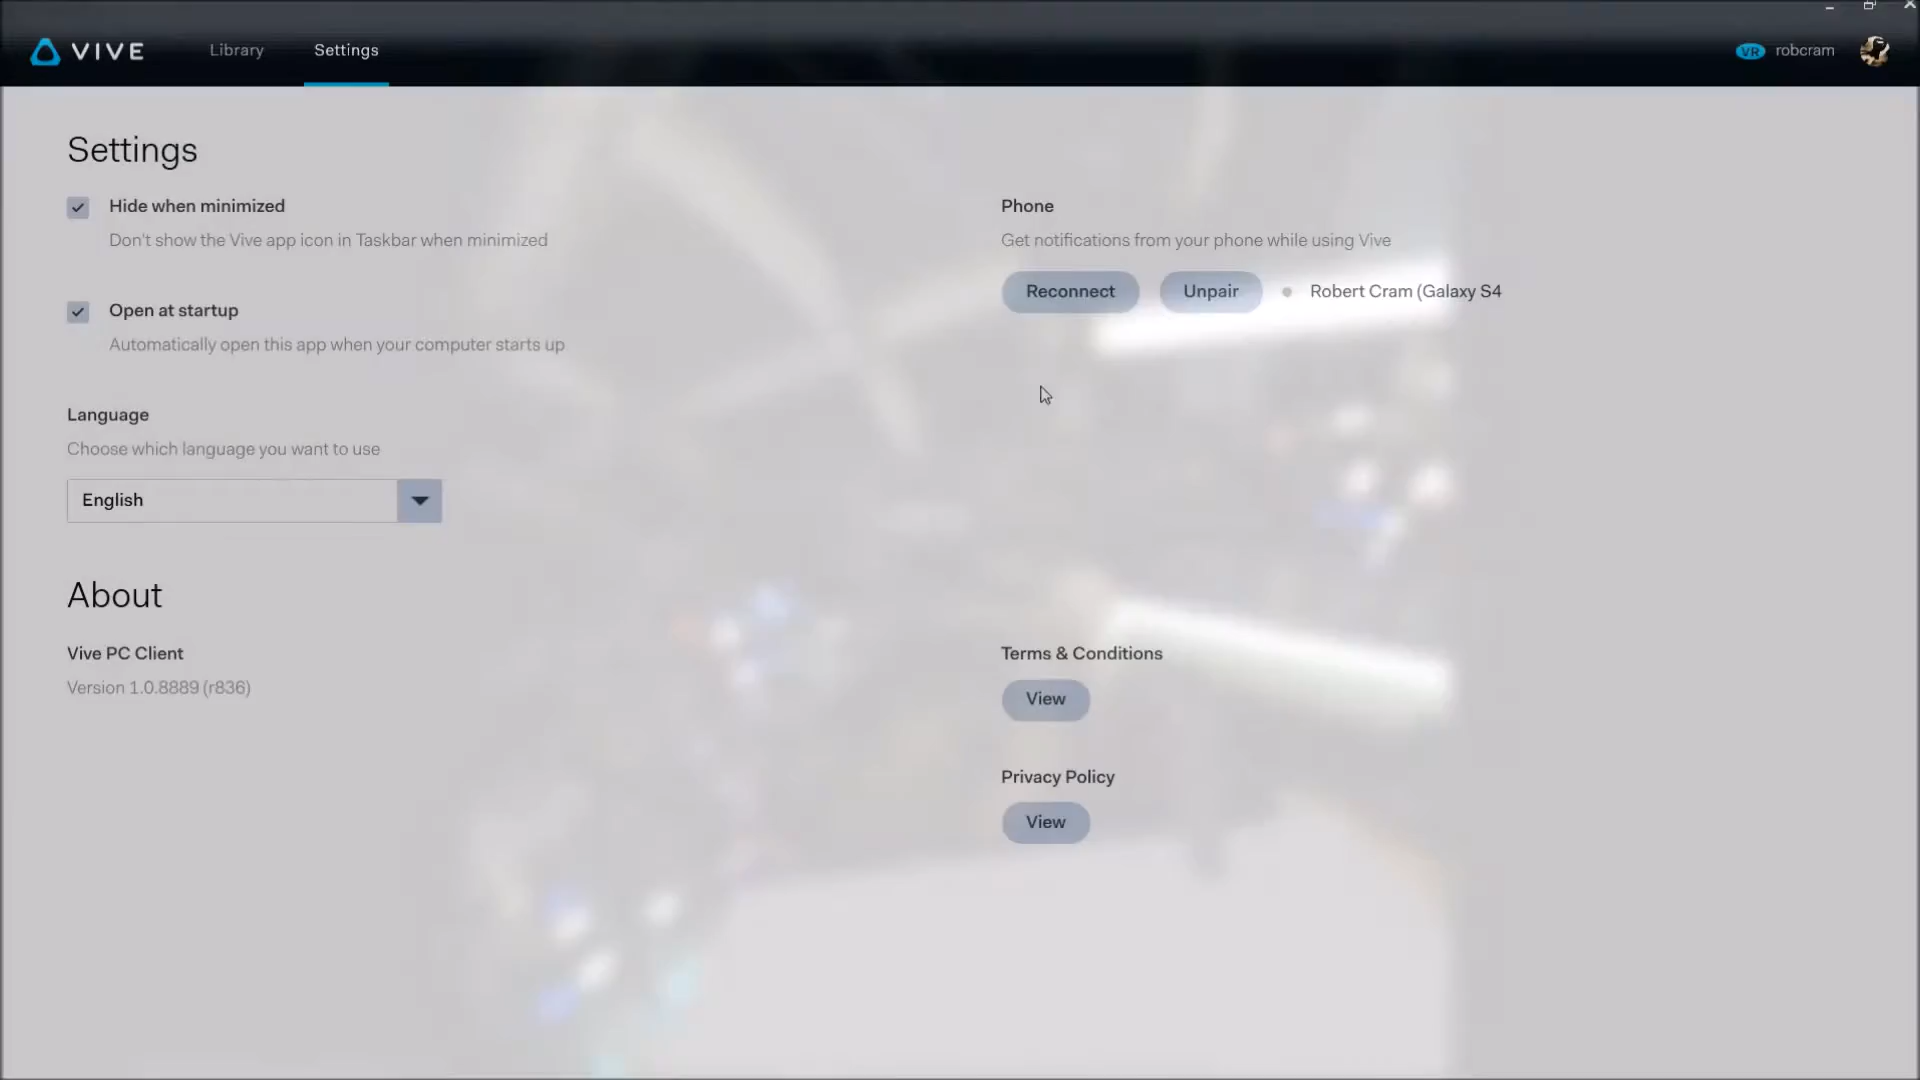 VIVE
Library
Settings
VR
robcram
Settings
Hide when minimized
Don't show the Vive app icon in Taskbar when minimized
Open at startup
Automatically open this app when your computer starts up
Language
Choose which language you want to use
English
Phone
Get notifications from your phone while using Vive
Reconnect
Unpair
Robert Cram (Galaxy S4
About
Vive PC Client
Version 1.0.8889 (r836)
Terms & Conditions
View
Privacy Policy
View